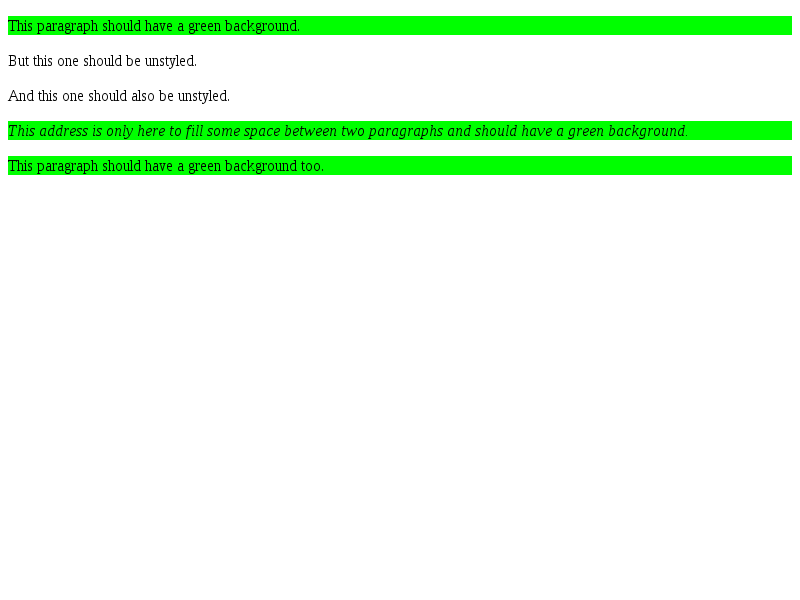 This paragraph should have a green background.
But this one should be unstyled.
And this one should also be unstyled.
This address is only here to fill some space between two paragraphs and should have a green background.
This paragraph should have a green background too.